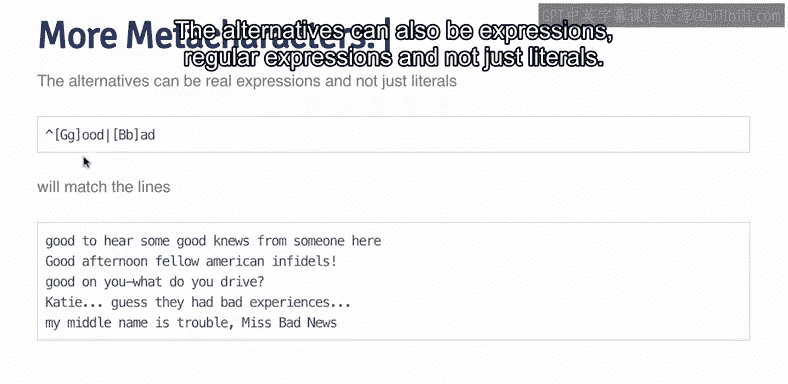 More Metacharacters: |
The alternatives can also be expressions,
regular expressions and not just literals.
The alternatives can be real expressions and not just literals
^[Gg]ood|[Bb]ad
will match the lines
good to hear some good knews from someone here
Good afternoon fellow american infidels!
good on you—what do you drive?
Katie... guess they had bad experiences...
my middle name is trouble, Miss Bad News